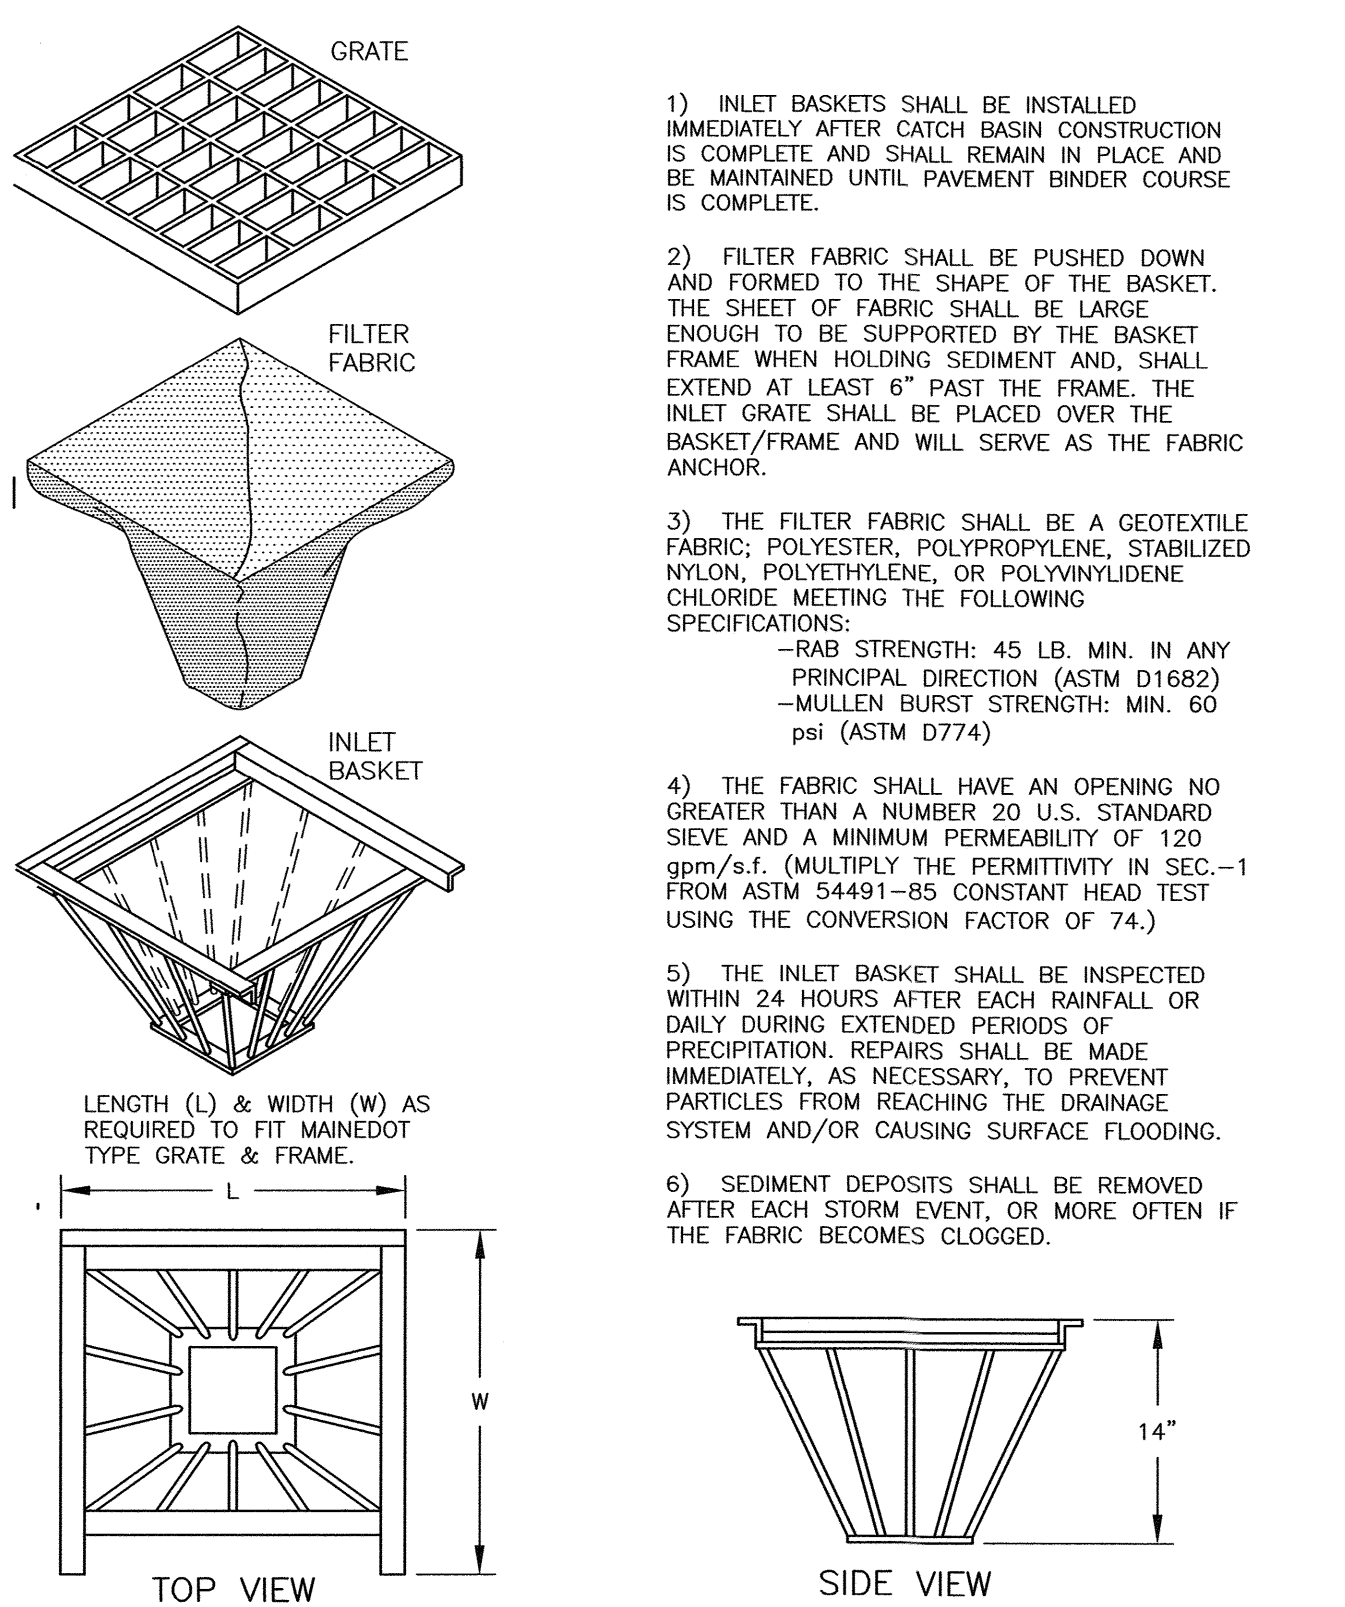 GRATE
FILTER
FABRIC
INLET
BASKET
LENGTH (L) & WIDTH (W) AS
REQUIRED TO FIT MAINEDOT
TYPE GRATE & FRAME.
L
W
TOP VIEW
1) INLET BASKETS SHALL BE INSTALLED
IMMEDIATELY AFTER CATCH BASIN CONSTRUCTION
IS COMPLETE AND SHALL REMAIN IN PLACE AND
BE MAINTAINED UNTIL PAVEMENT BINDER COURSE
IS COMPLETE.
2) FILTER FABRIC SHALL BE PUSHED DOWN
AND FORMED TO THE SHAPE OF THE BASKET.
THE SHEET OF FABRIC SHALL BE LARGE
ENOUGH TO BE SUPPORTED BY THE BASKET
FRAME WHEN HOLDING SEDIMENT AND, SHALL
EXTEND AT LEAST 6" PAST THE FRAME. THE
INLET GRATE SHALL BE PLACED OVER THE
BASKET/FRAME AND WILL SERVE AS THE FABRIC
ANCHOR.
3) THE FILTER FABRIC SHALL BE A GEOTEXTILE
FABRIC; POLYESTER, POLYPROPYLENE, STABILIZED
NYLON, POLYETHYLENE, OR POLYVINYLIDENE
CHLORIDE MEETING THE FOLLOWING
SPECIFICATIONS:
-RAB STRENGTH: 45 LB. MIN. IN ANY
PRINCIPAL DIRECTION (ASTM D1682)
-MULLEN BURST STRENGTH: MIN. 60
psi (ASTM D774)
4) THE FABRIC SHALL HAVE AN OPENING NO
GREATER THAN A NUMBER 20 U.S. STANDARD
SIEVE AND A MINIMUM PERMEABILITY OF 120
gpm/s.f. (MULTIPLY THE PERMITTIVITY IN SEC.-1
FROM ASTM 54491-85 CONSTANT HEAD TEST
USING THE CONVERSION FACTOR OF 74.)
5) THE INLET BASKET SHALL BE INSPECTED
WITHIN 24 HOURS AFTER EACH RAINFALL OR
DAILY DURING EXTENDED PERIODS OF
PRECIPITATION. REPAIRS SHALL BE MADE
IMMEDIATELY, AS NECESSARY, TO PREVENT
PARTICLES FROM REACHING THE DRAINAGE
SYSTEM AND/OR CAUSING SURFACE FLOODING.
6) SEDIMENT DEPOSITS SHALL BE REMOVED
AFTER EACH STORM EVENT, OR MORE OFTEN IF
THE FABRIC BECOMES CLOGGED.
14"
SIDE VIEW